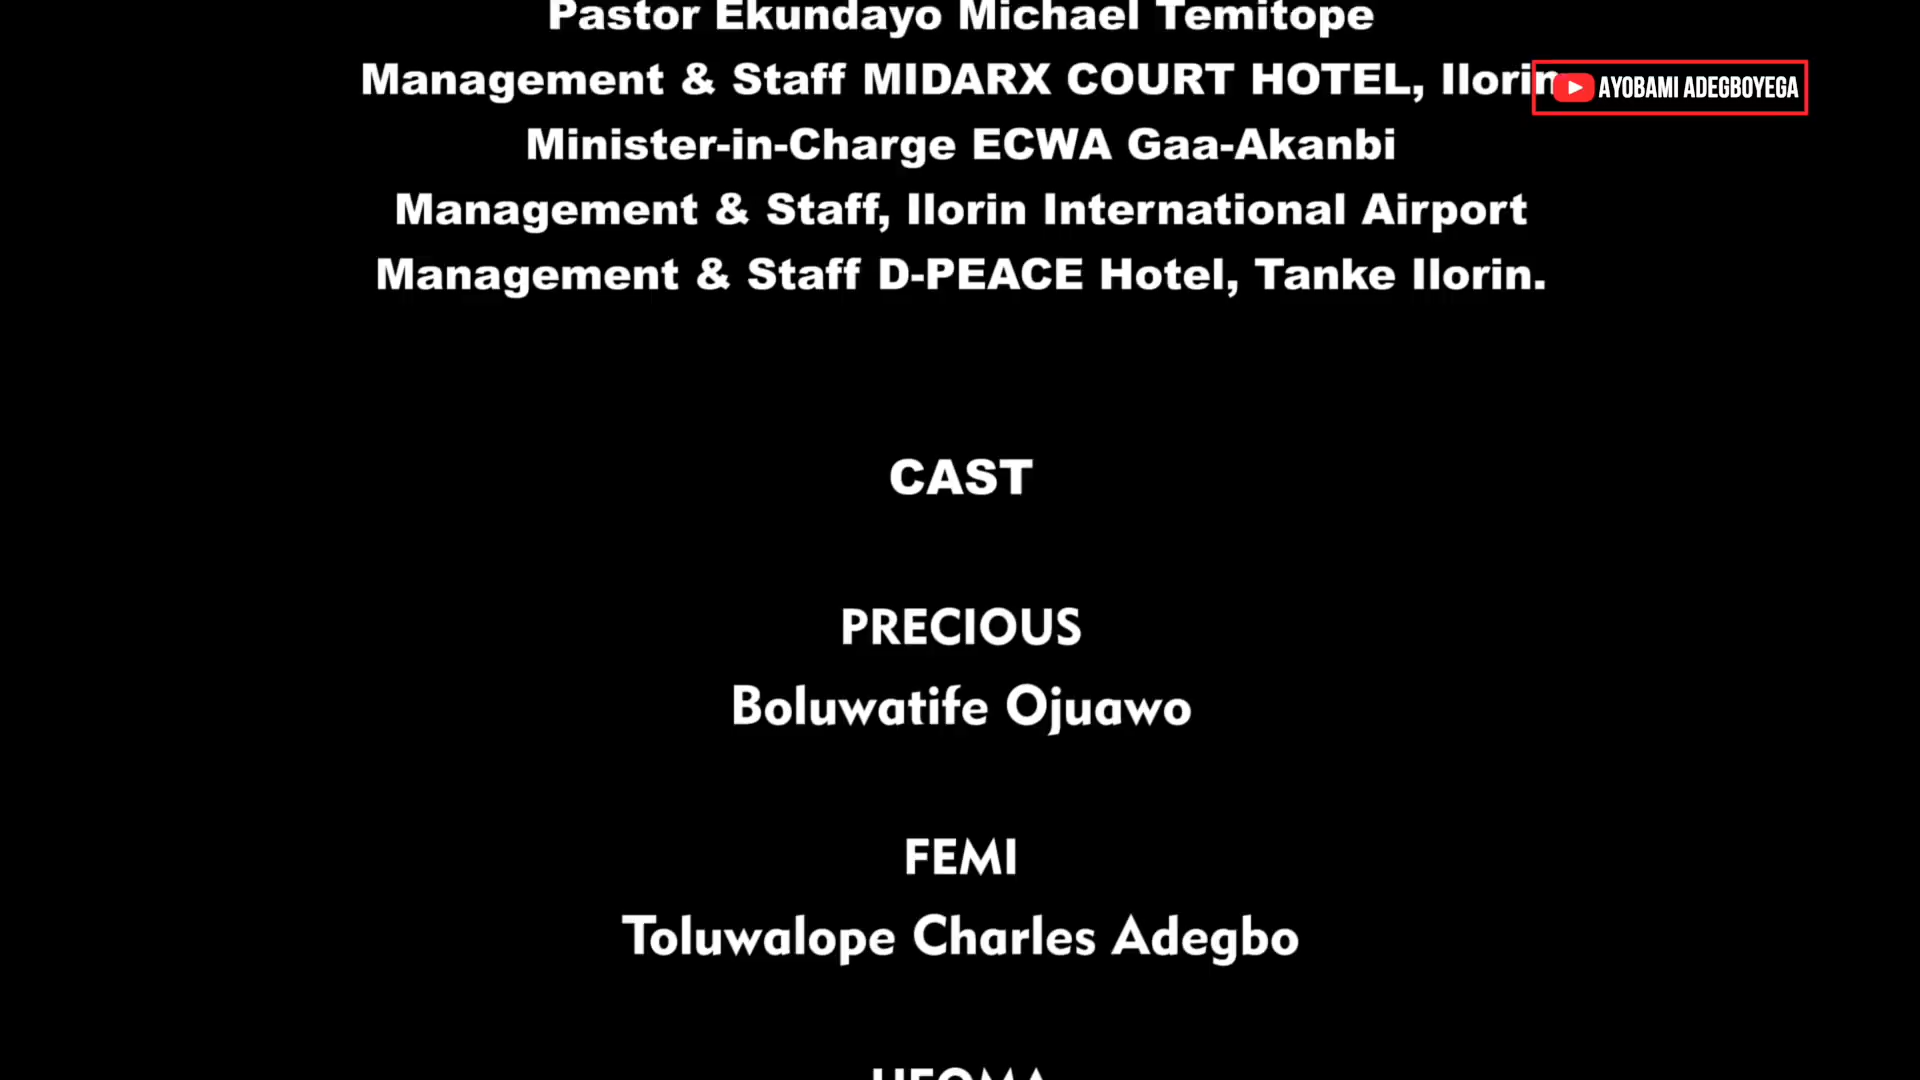 Pastor Ekundayo Michael Temitope
Management & Staff MIDARX COURT HOTEL, Ilorin
AYOBAMI ADEGBOYEGA
Minister-in-Charge ECWA Gaa-Akanbi
Management & Staff, Ilorin International Airport
Management & Staff D-PEACE Hotel, Tanke Ilorin.
CAST
PRECIOUS
Boluwatife Ojuawo
FEMI
Toluwalope Charles Adegbo